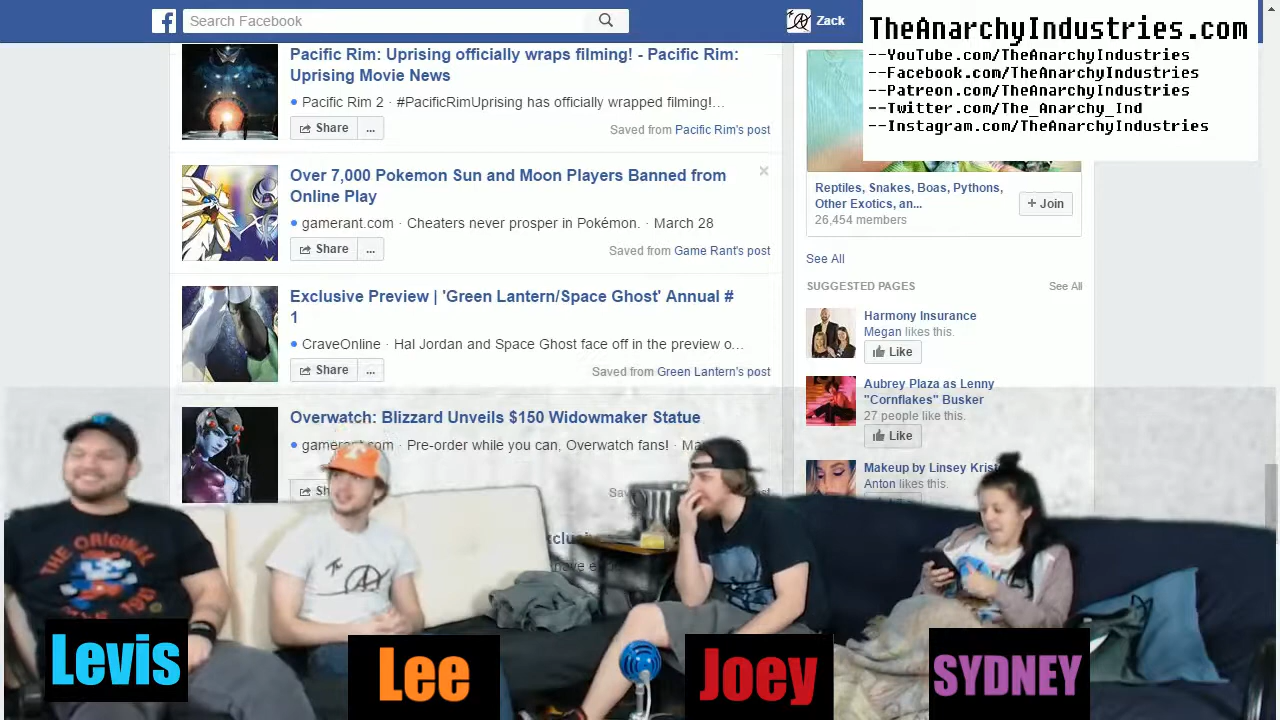 Search Facebook
Zack
TheAnarchyIndustries.com
--YouTube.com/TheAnarchyIndustries
--Facebook.com/TheAnarchyIndustries
--Patreon.com/TheAnarchyIndustries
--Twitter.com/The_Anarchy_Ind
--Instagram.com/TheAnarchyIndustries
Pacific Rim: Uprising officially wraps filming! - Pacific Rim:
Uprising Movie News
Pacific Rim 2 · #PacificRimUprising has officially wrapped filming!...
Share
...
Saved from Pacific Rim's post
Over 7,000 Pokemon Sun and Moon Players Banned from
Online Play
gamerant.com · Cheaters never prosper in Pokémon. · March 28
Share
...
Saved from Game Rant's post
Exclusive Preview | 'Green Lantern/Space Ghost' Annual #
1
CraveOnline · Hal Jordan and Space Ghost face off in the preview o...
Share
...
Saved from Green Lantern's post
Overwatch: Blizzard Unveils $150 Widowmaker Statue
gamerant.com · Pre-order while you can, Overwatch fans!
Reptiles, Snakes, Boas, Pythons,
Other Exotics, an...
26,454 members
+ Join
See All
SUGGESTED PAGES
See All
Harmony Insurance
Megan likes this.
Like
Aubrey Plaza as Lenny
"Cornflakes" Busker
27 people like this.
Like
Makeup by Linsey
Anton likes this.
THE ORIGINAL
Levis
Lee
Joey
SYDNEY